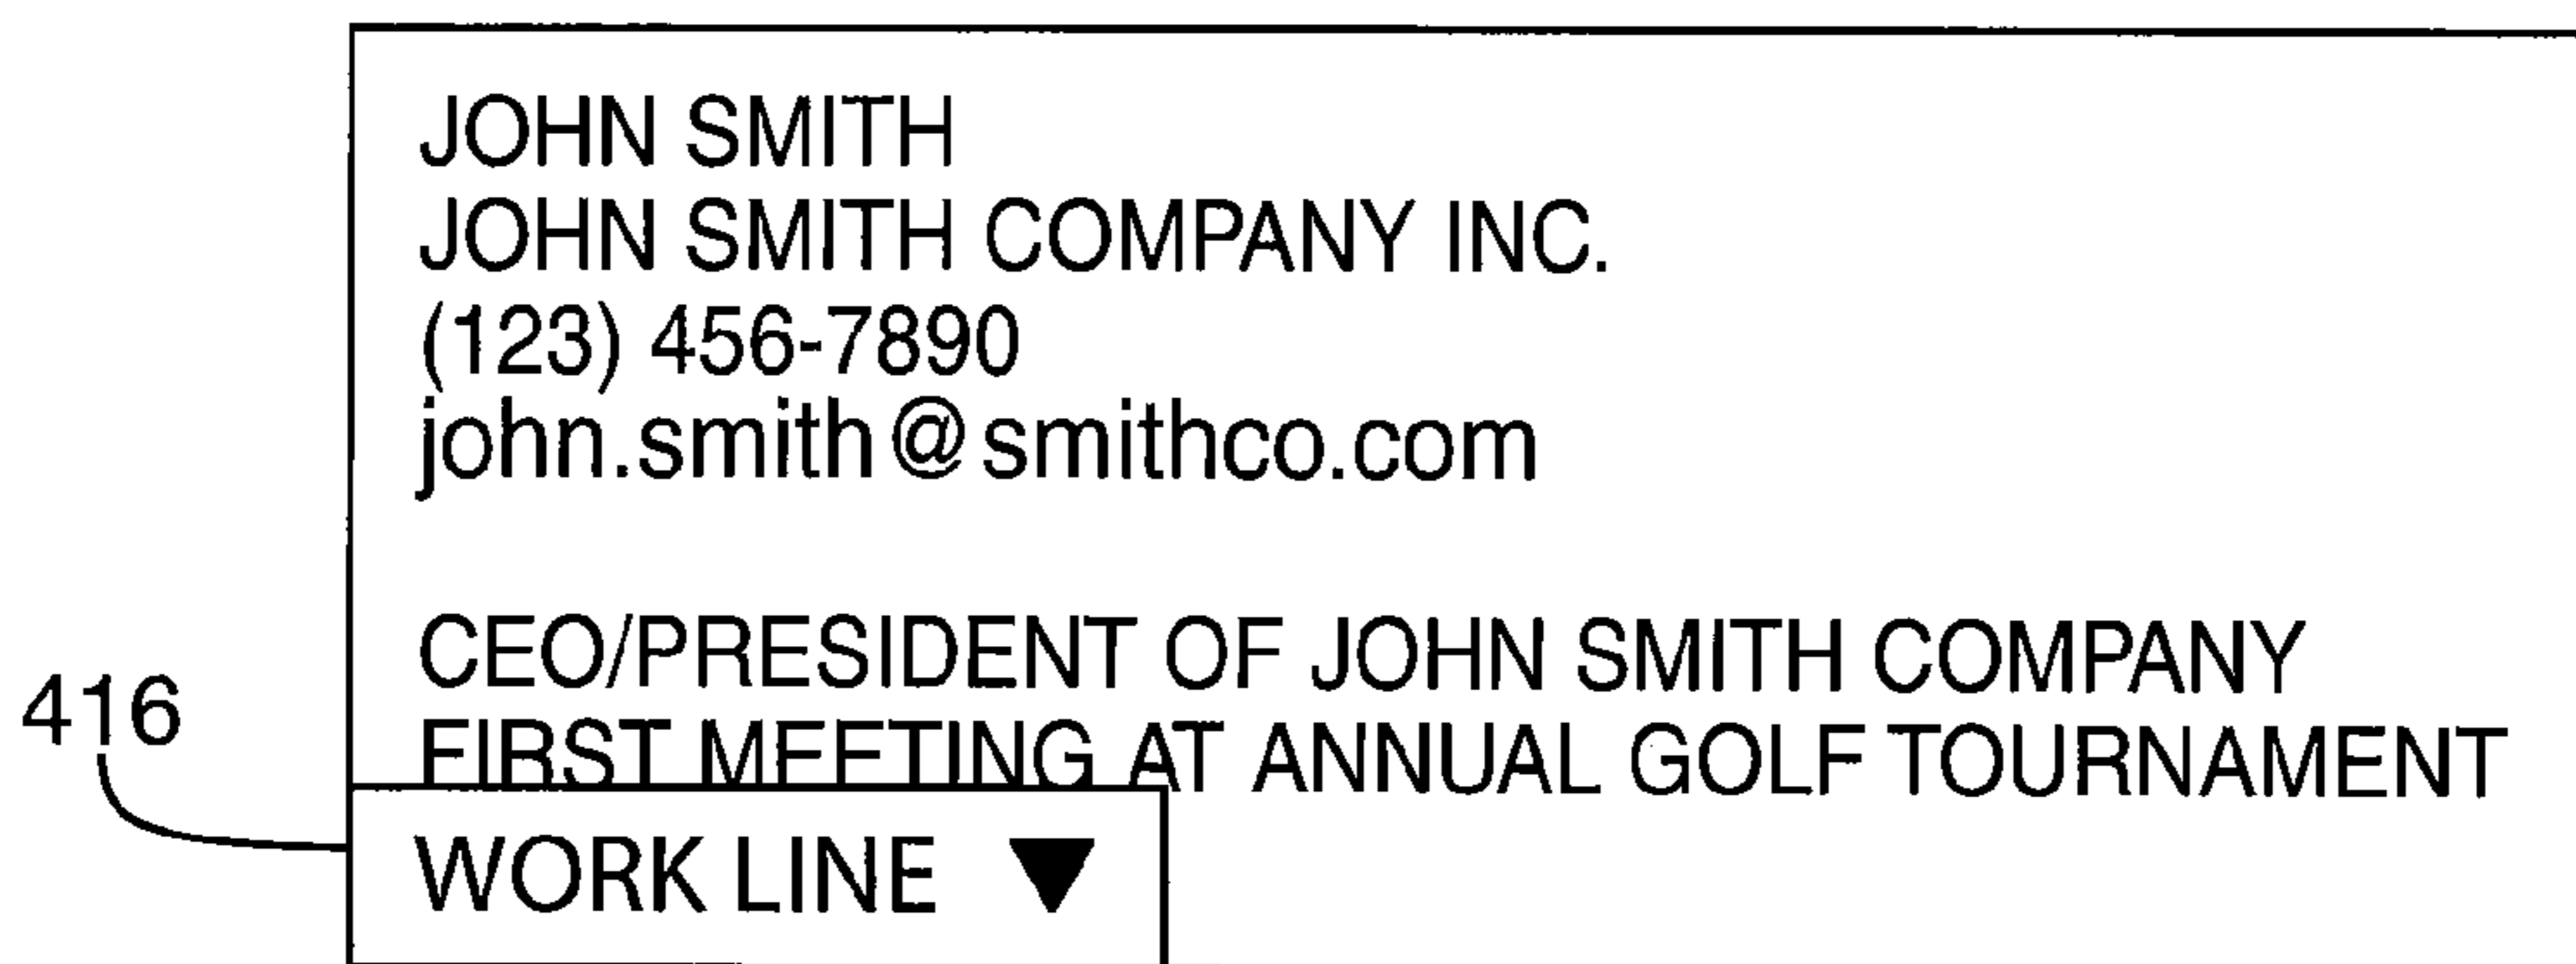 JOHN SMITH
JOHN SMITH COMPANY INC.
(123) 456-7890
john.smith@smithco.com
CEO/PRESIDENT OF JOHN SMITH COMPANY
FIRST MEETING AT ANNUAL GOLF TOURNAMENT
416
WORK LINE